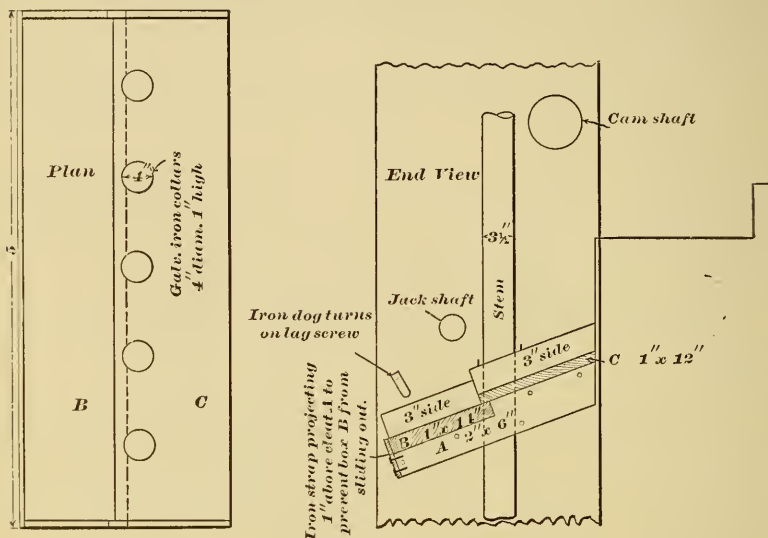 Plan
4"
Galv. iron collars
4" diam. 1" high
5
B
C
End View
Cam shaft
3½"
Stem
Jack shaft
Iron dog turns
on lag screw
3" side
C 1" x 12"
3" side
B 1" x 14"
A 2" x 6"
Iron strap projecting
1" above cleat A to
prevent box B from
sliding out.